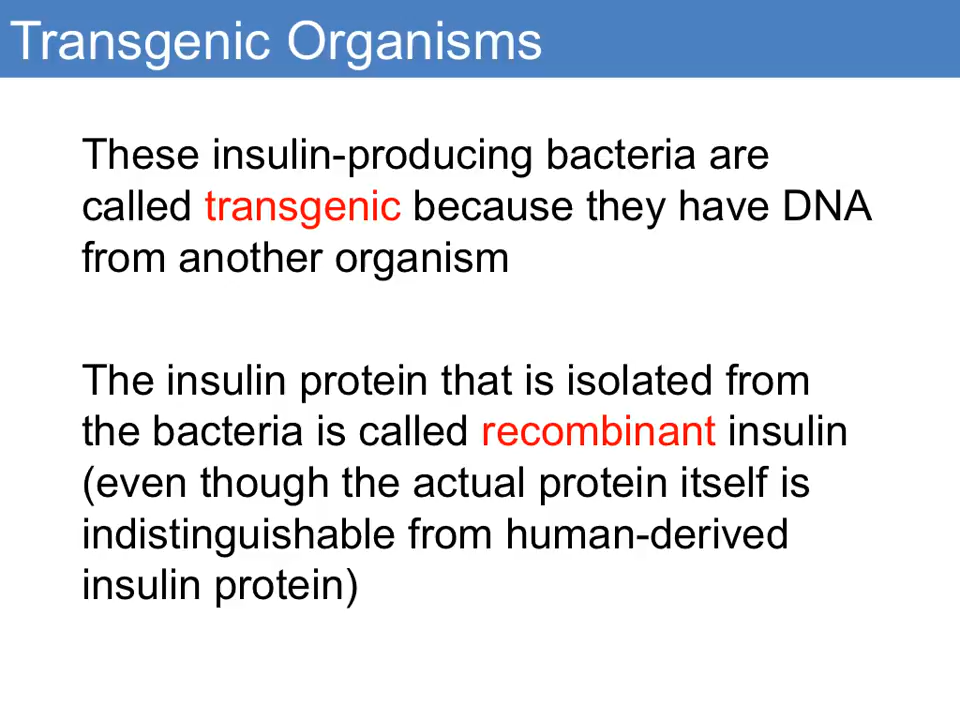 Transgenic Organisms
These insulin-producing bacteria are
called transgenic because they have DNA
from another organism
The insulin protein that is isolated from
the bacteria is called recombinant insulin
(even though the actual protein itself is
indistinguishable from human-derived
insulin protein)